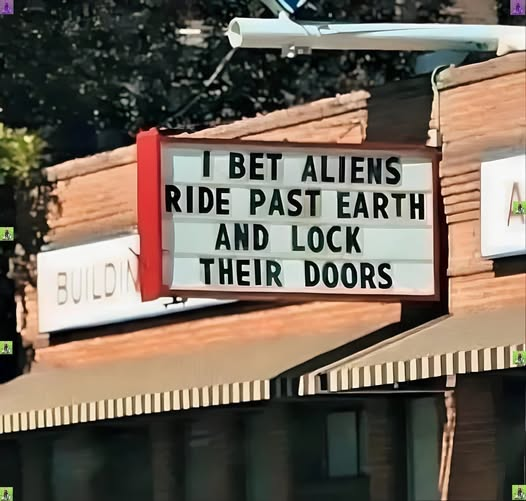 I BET ALIENS
RIDE PAST EARTH
AND LOCK
THEIR DOORS
BUILDIN
A